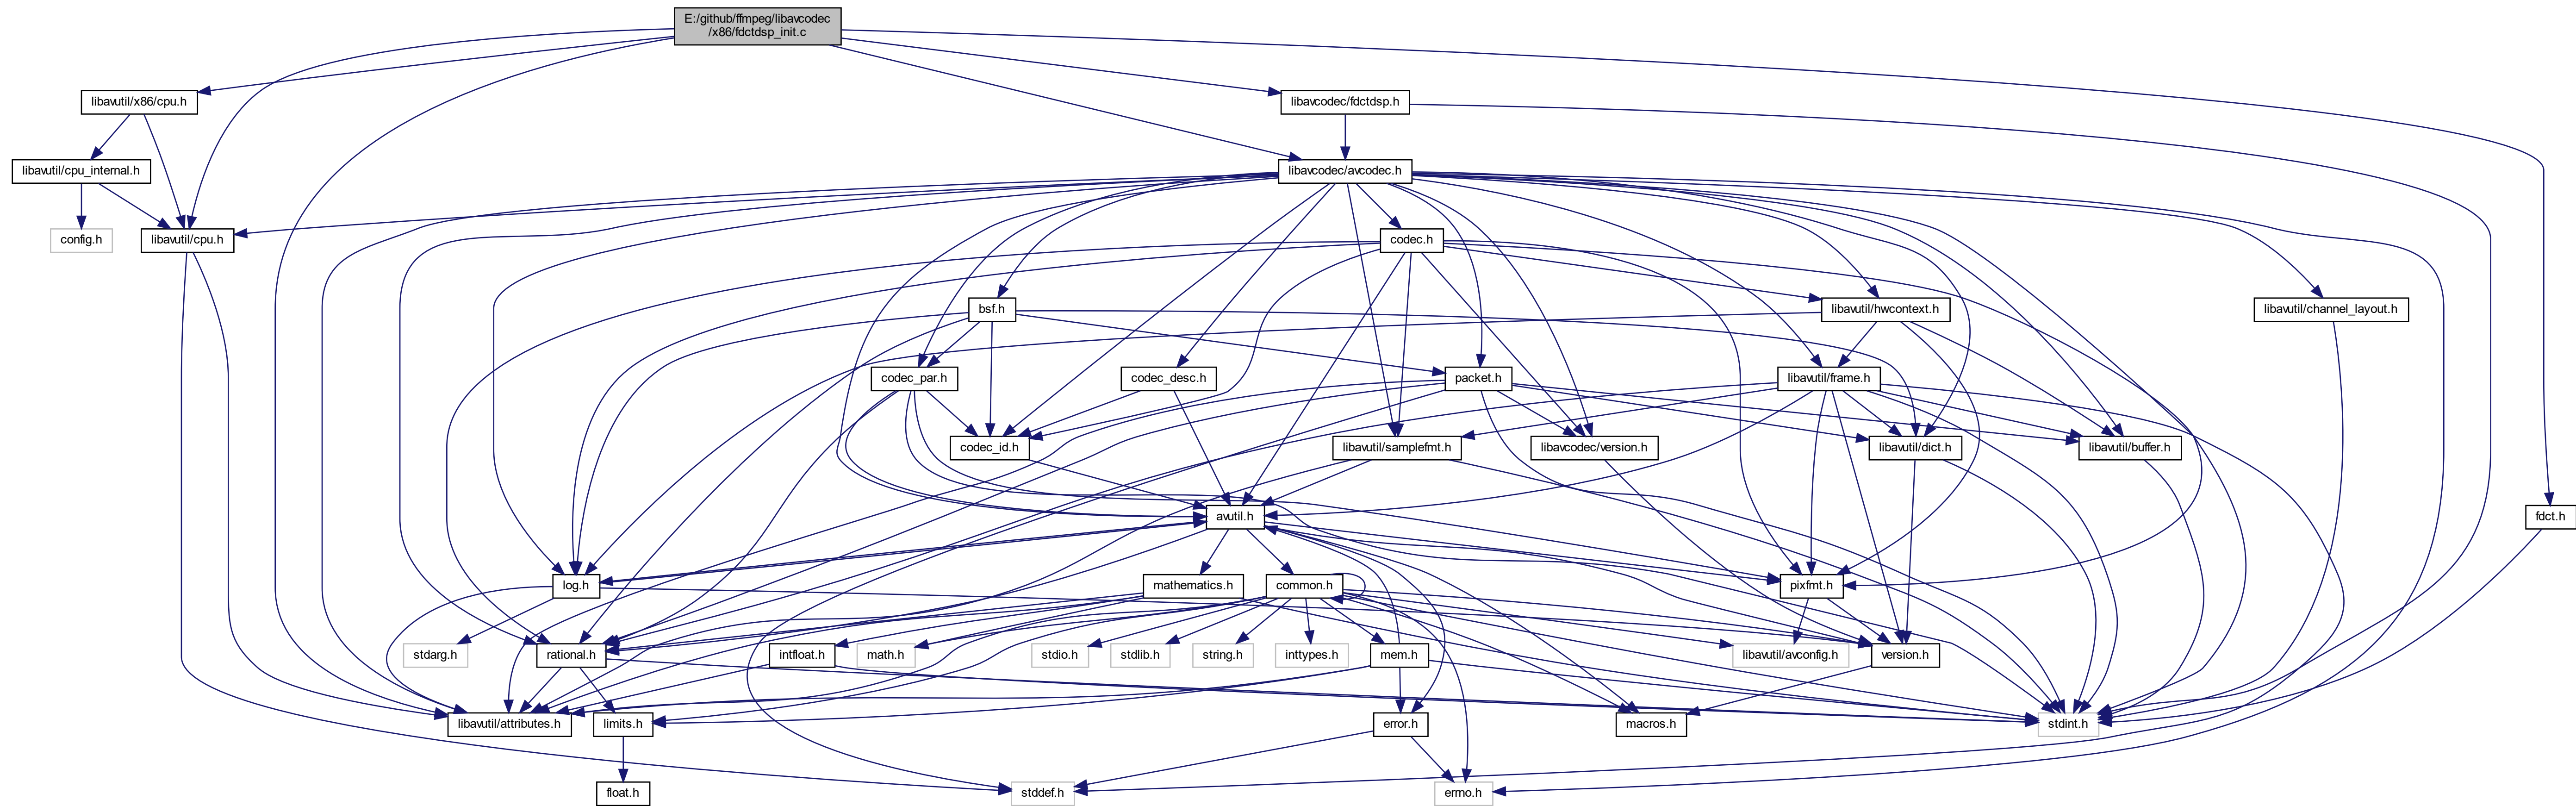 E:/github/ffmpeg/libavcodec
/x86/fdctdsp_init.c
libavutil/x86/cpu.h
libavcodec/fdctdsp.h
libavutil/cpu_internal.h
libavcodec/avcodec.h
config.h
libavutil/cpu.h
codec.h
bsf.h
libavutil/hwcontext.h
libavutil/channel_layout.h
codec_par.h
codec_desc.h
packet.h
libavutil/frame.h
codec_id.h
libavutil/samplefmt.h
libavcodec/version.h
libavutil/dict.h
libavutil/buffer.h
avutil.h
fdct.h
log.h
mathematics.h
common.h
pixfmt.h
stdarg.h
rational.h
intfloat.h
math.h
stdio.h
stdlib.h
string.h
inttypes.h
mem.h
libavutil/avconfig.h
version.h
libavutil/attributes.h
limits.h
error.h
macros.h
stdint.h
float.h
stddef.h
errno.h